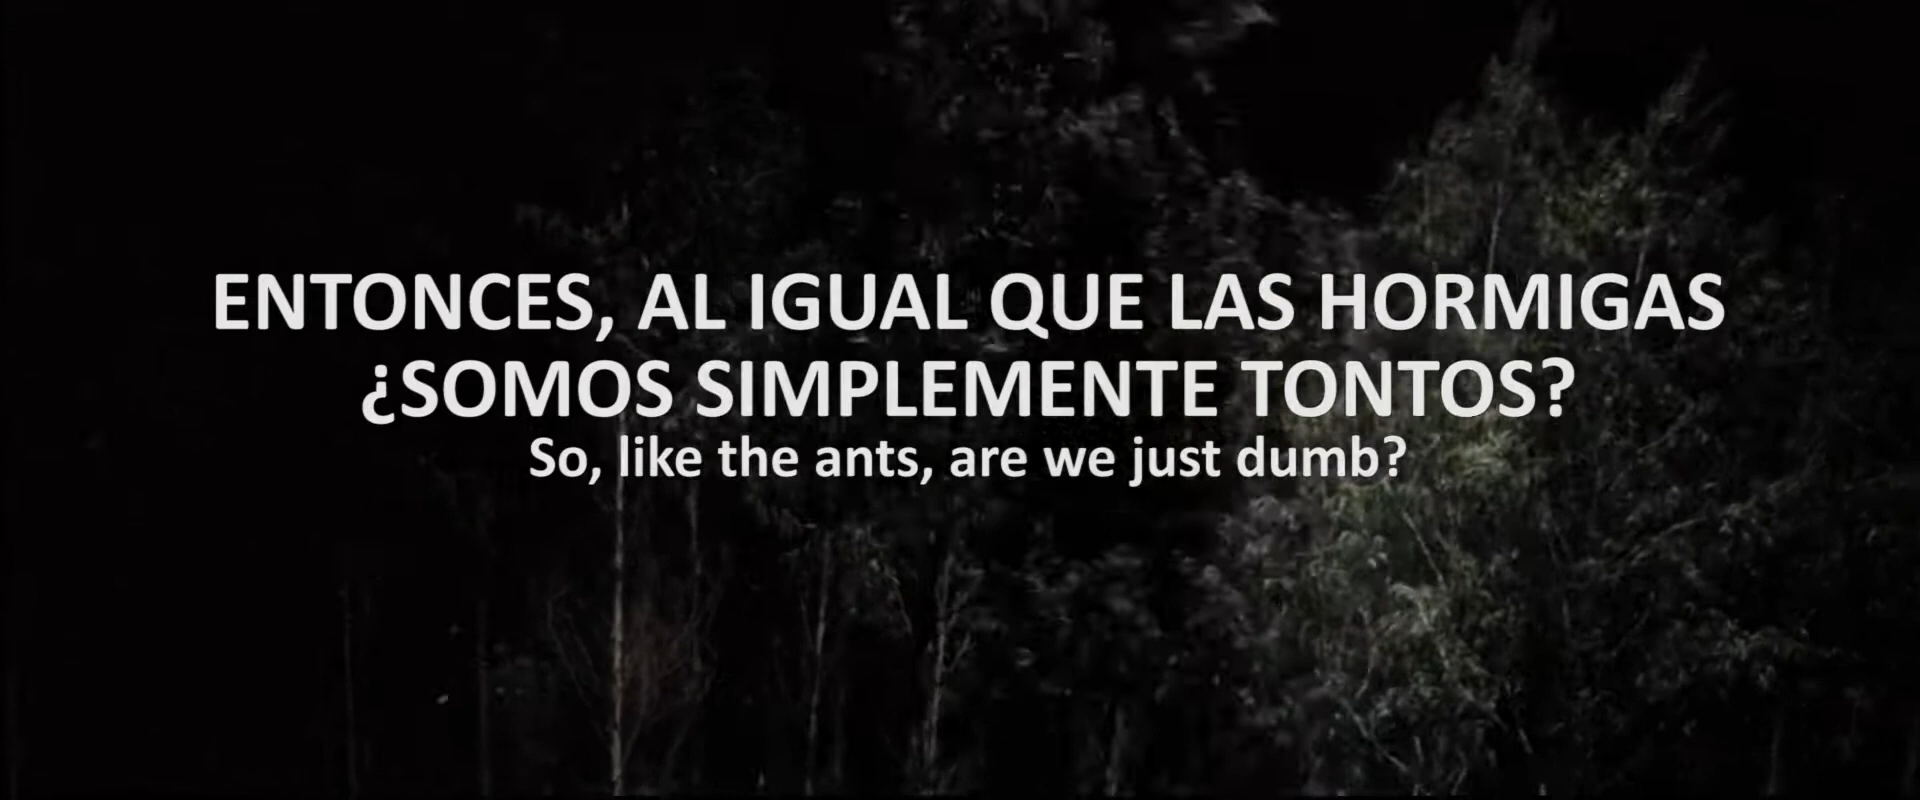 ENTONCES, AL IGUAL QUE LAS HORMIGAS
¿SOMOS SIMPLEMENTE TONTOS?
So, like the ants, are we just dumb?